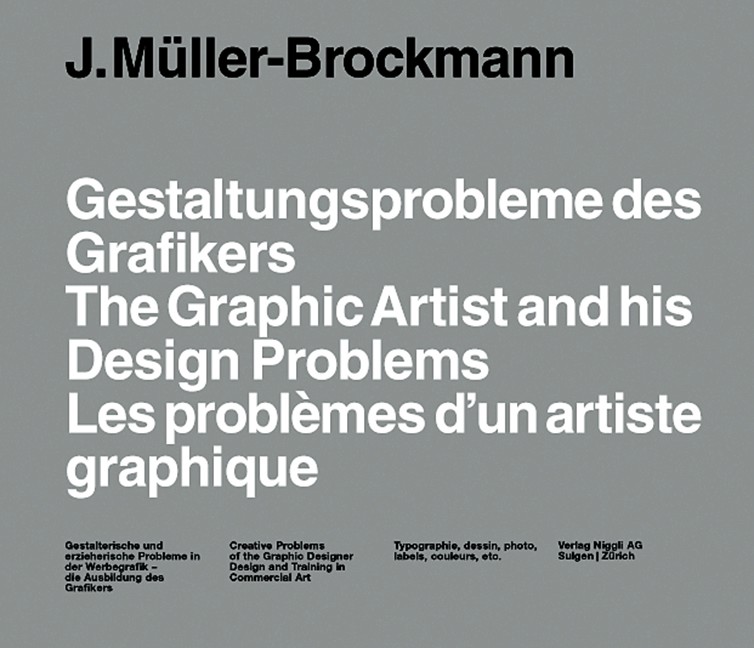 J. Müller-Brockmann
Gestaltungsprobleme des
Grafikers
The Graphic Artist and his
Design Problems
Les problèmes d'un artiste
graphique
Gestalterische und
erzieherische Probleme in
der Werbegrafik –
die Ausbildung des
Grafikers
Creative Problems
of the Graphic Designer
Design and Training in
Commercial Art
Typographie, dessin, photo,
labels, couleurs, etc.
Verlag Niggli AG
Sulgen | Zürich